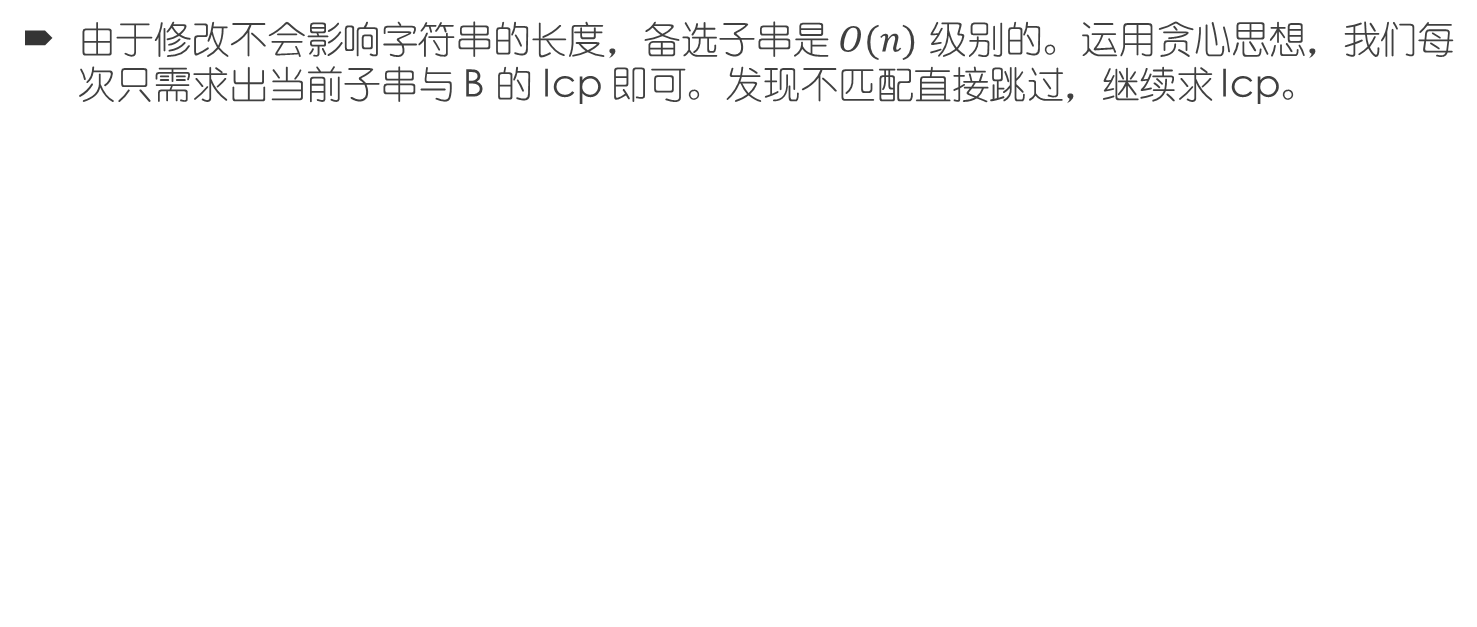 由于修改不会影响字符串的长度，备选子串是 O(n) 级别的。运用贪心思想，我们每
次只需求出当前子串与 B 的 lcp 即可。发现不匹配直接跳过，继续求lcp。